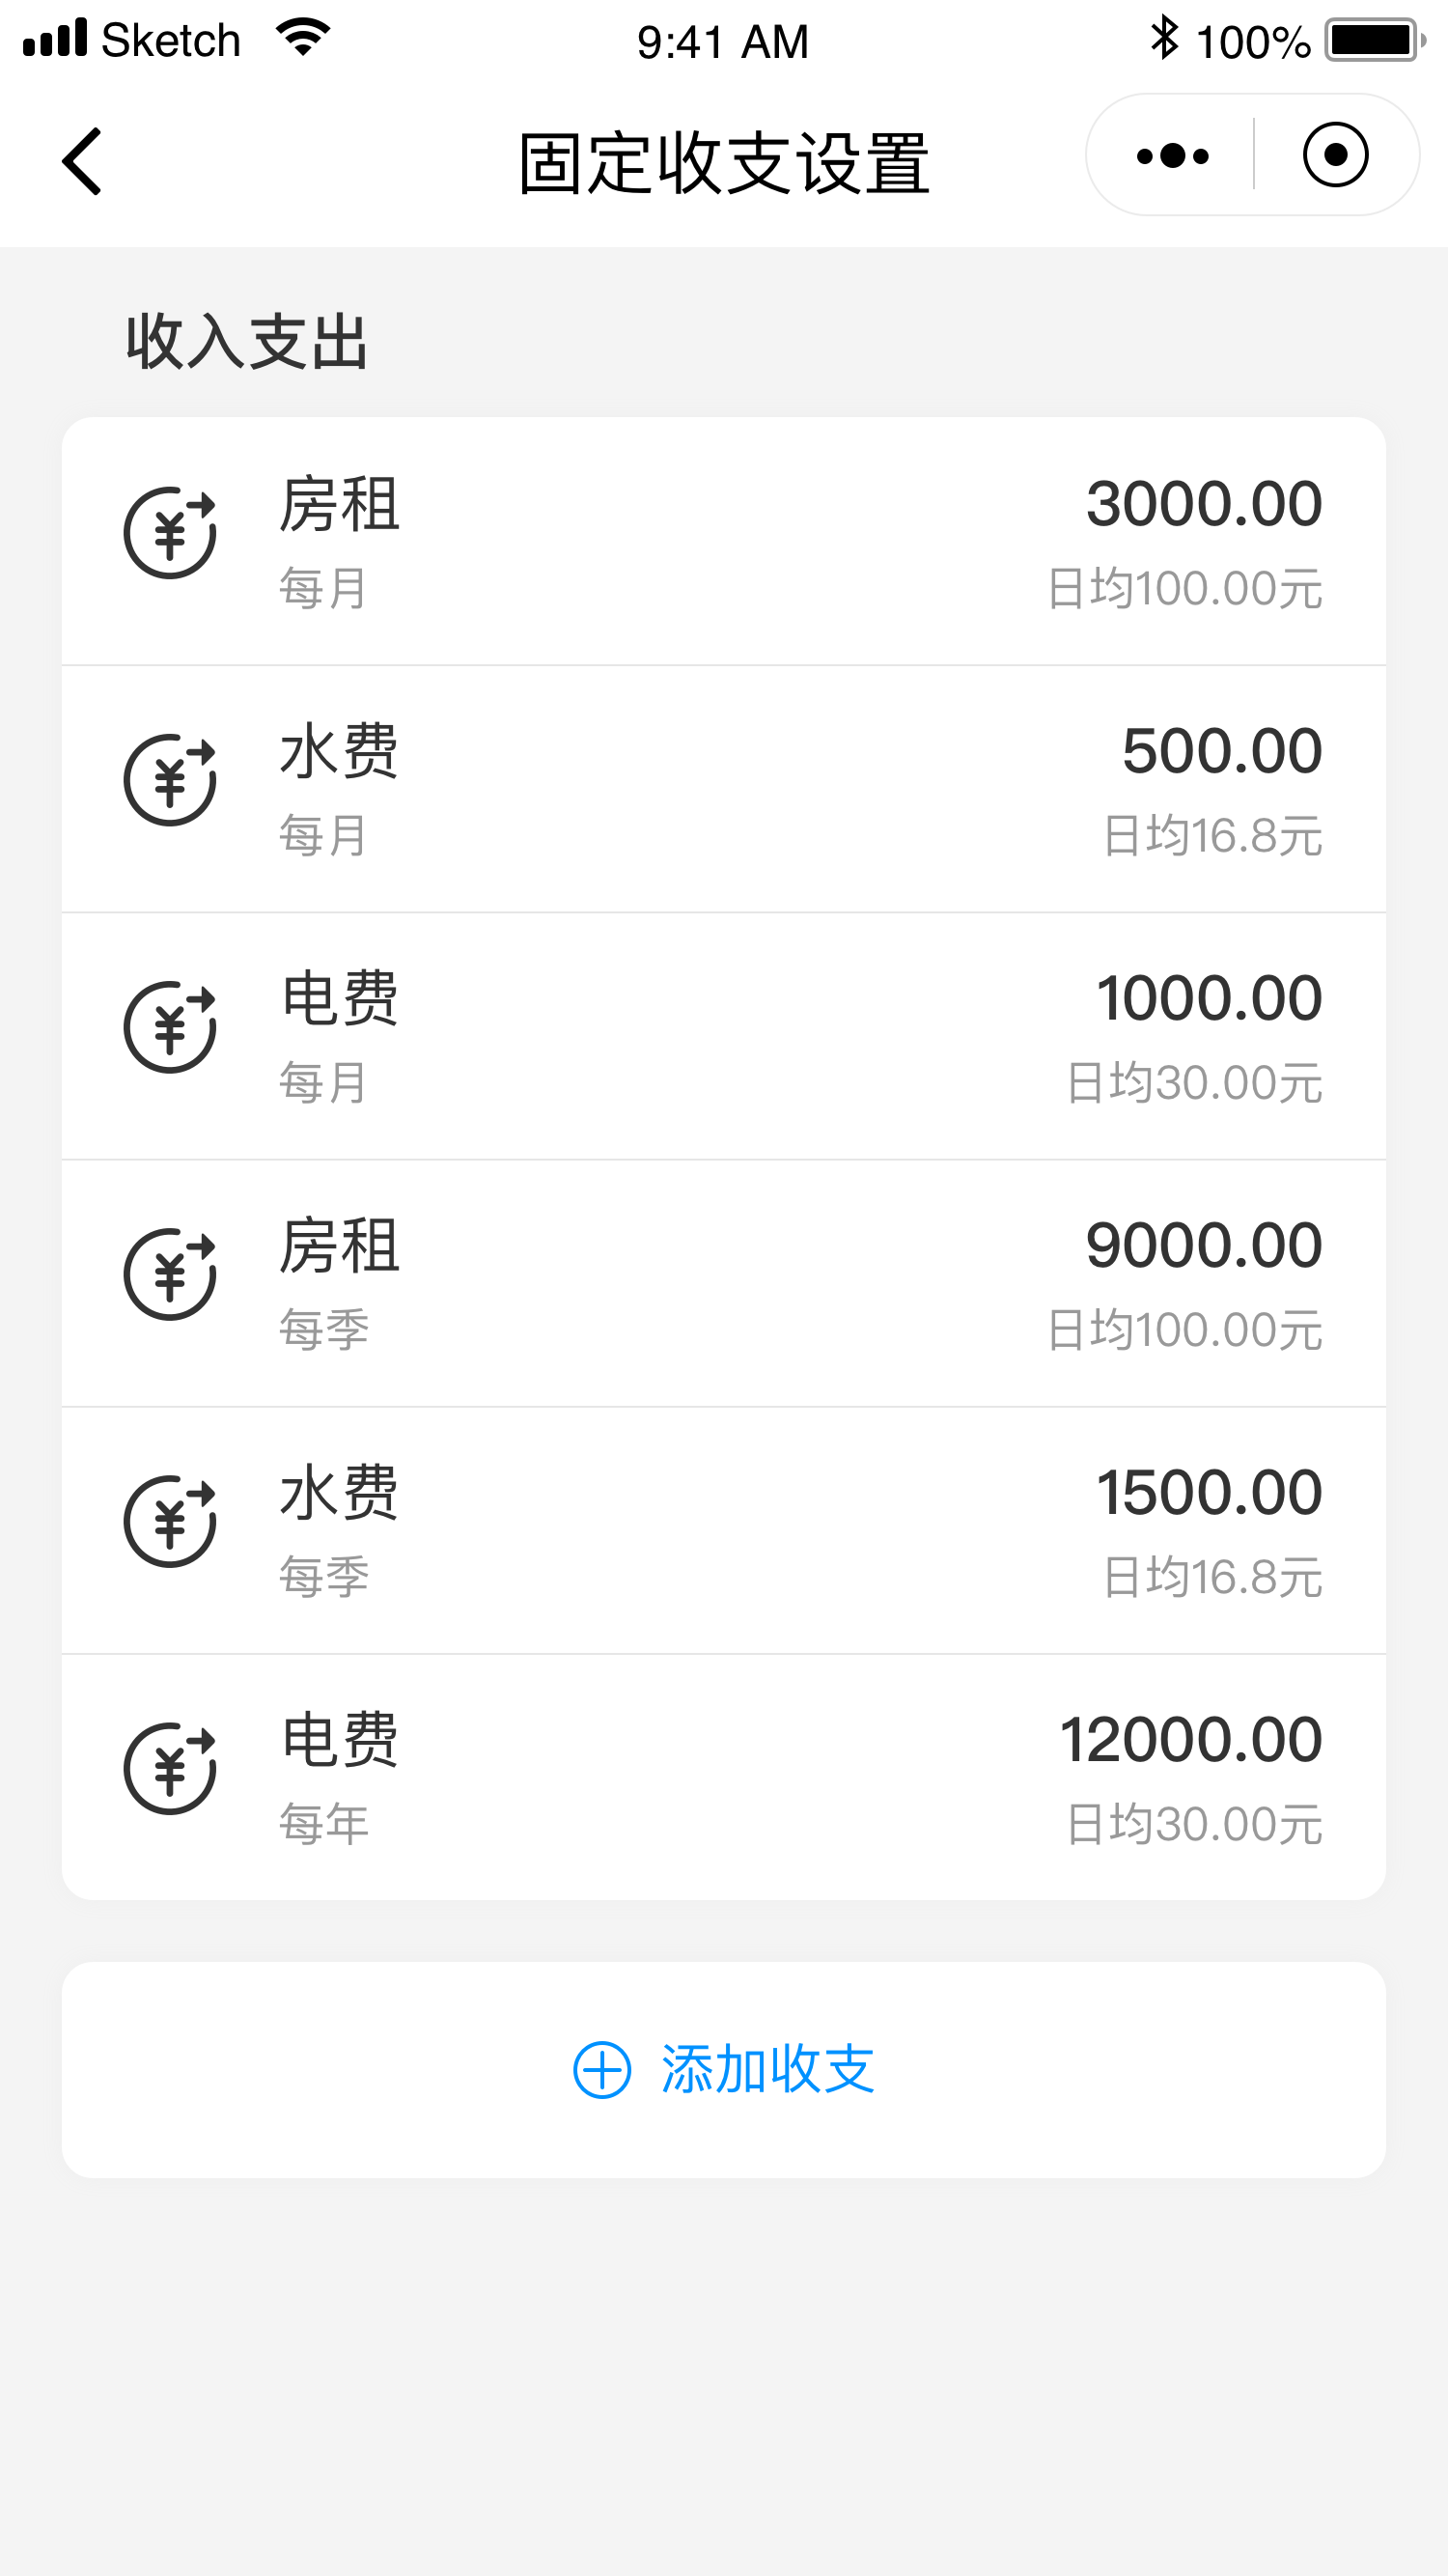 Sketch 9:41 AM 100%
固定收支设置
收入支出
房租 3000.00
每月 日均100.00元
水费 500.00
每月 日均16.8元
电费 1000.00
每月 日均30.00元
房租 9000.00
每季 日均100.00元
水费 1500.00
每季 日均16.8元
电费 12000.00
每年 日均30.00元
添加收支